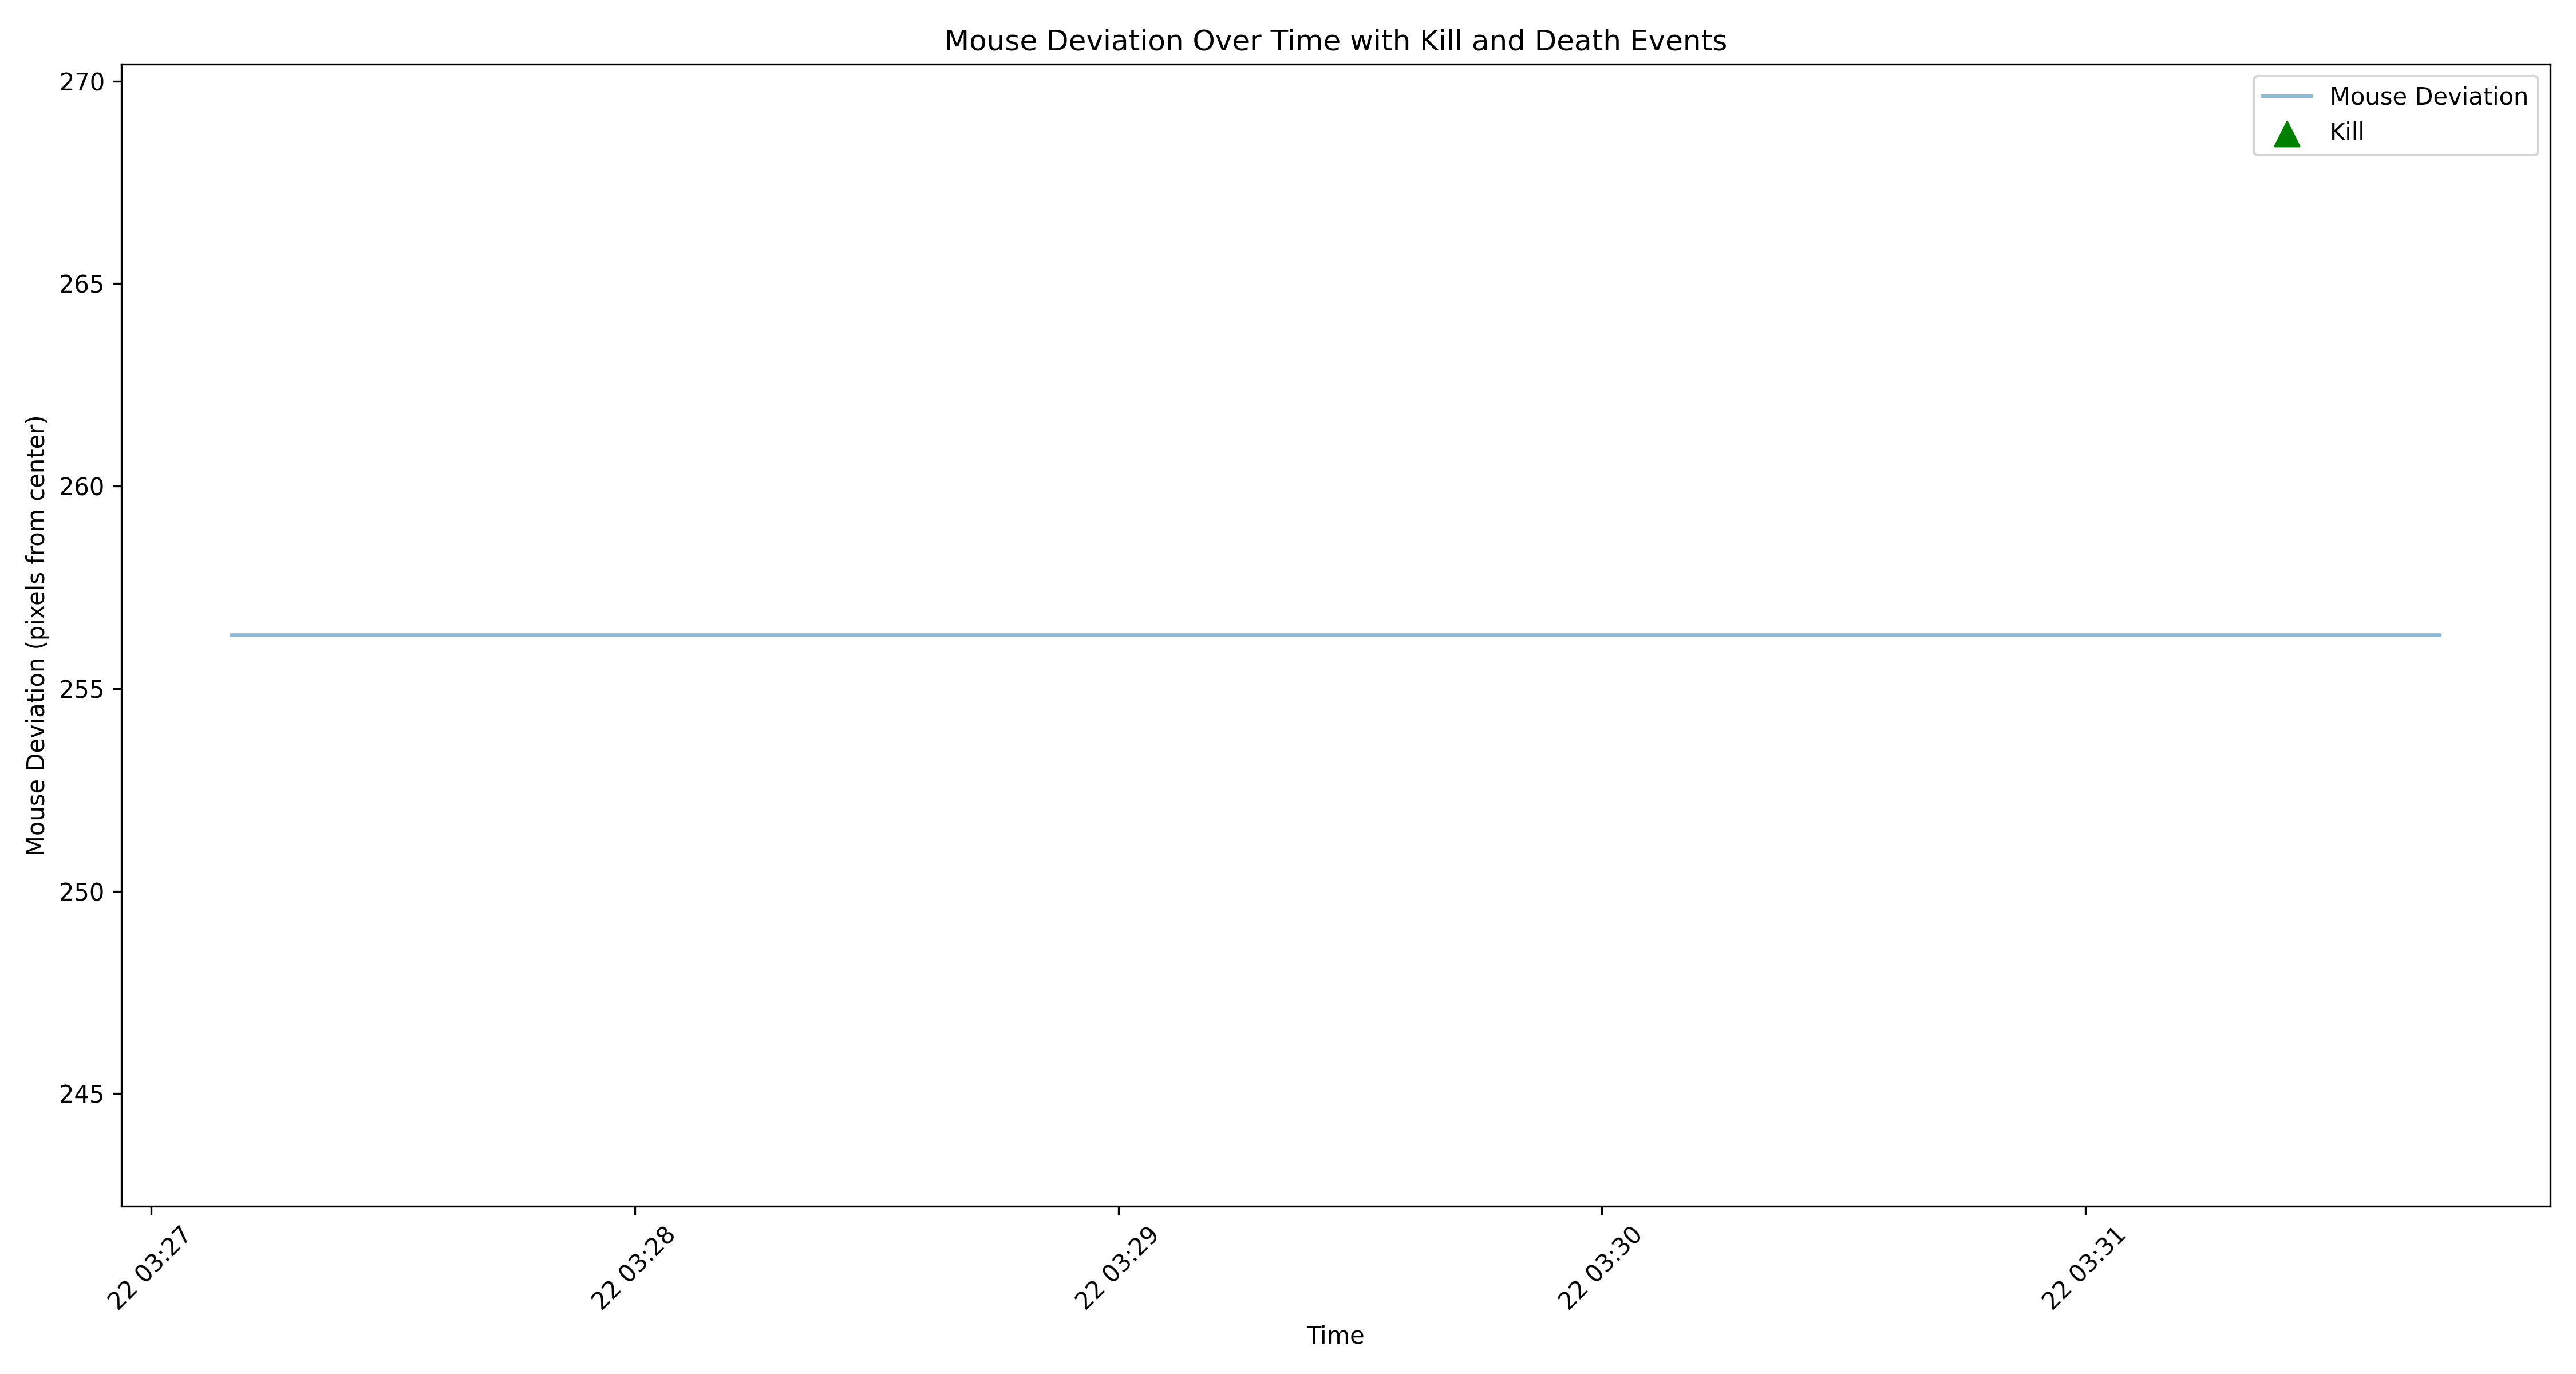 Mouse Deviation Over Time with Kill and Death Events
Mouse Deviation
Kill
270
265
260
255
250
245
Mouse Deviation (pixels from center)
22 03:27
22 03:28
22 03:29
22 03:30
22 03:31
Time